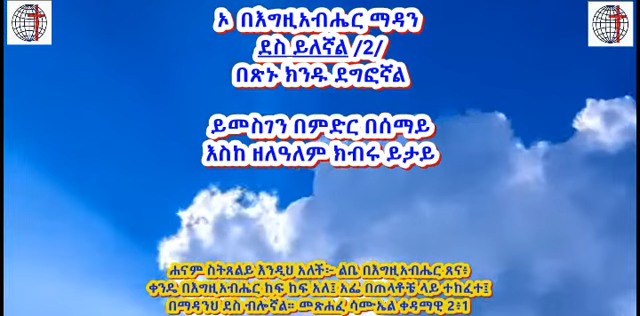 ኦ በእግዚአብሔር ማዳን
ደስ ይለኛል /2/
በጽኑ ክንዱ ደግፎኛል
ይመስገን በምድር በሰማይ
እስከ ዘለዓለም ክብሩ ይታይ
ሐናም ስትጸልይ እንዲህ አለች፦ ልቤ በእግዚአብሔር ጸና፥
ቀንዴ በእግዚአብሔር ከፍ ከፍ አለ፤ አፌ በጠላቶቼ ላይ ተከፈተ፤
በማዳንህ ደስ ብሎኛል። መጽሐፈ ሳሙኤል ቀዳማዊ 2፥1